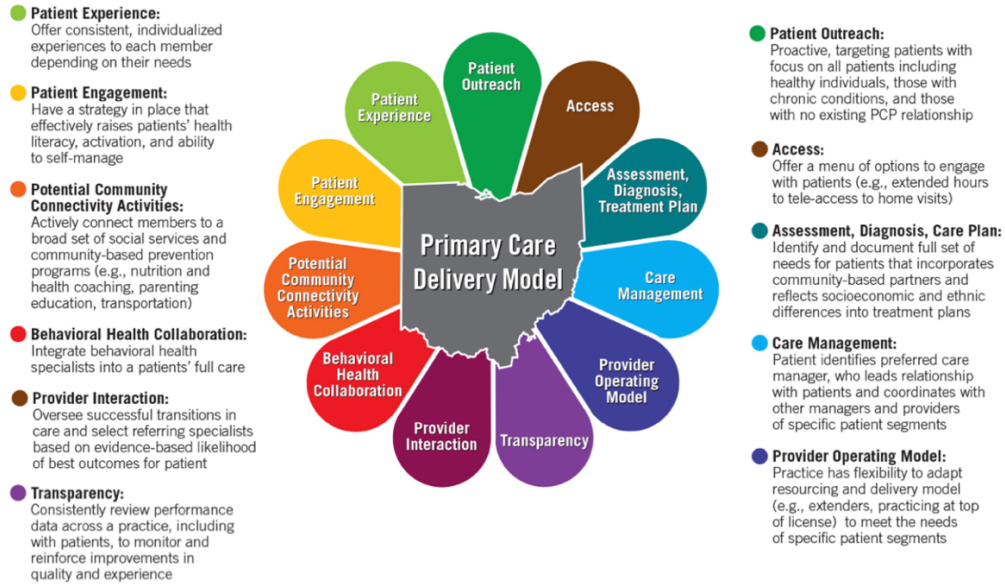 Patient Experience:
Offer consistent, individualized
experiences to each member
depending on their needs
Patient Engagement:
Have a strategy in place that
effectively raises patients' health
literacy, activation, and ability
to self-manage
Potential Community
Connectivity Activities:
Actively connect members to a
broad set of social services and
community-based prevention
programs (e.g., nutrition and
health coaching, parenting
education, transportation)
Behavioral Health Collaboration:
Integrate behavioral health
specialists into a patients' full care
Provider Interaction:
Oversee successful transitions in
care and select referring specialists
based on evidence-based likelihood
of best outcomes for patient
Transparency:
Consistently review performance
data across a practice, including
with patients, to monitor and
reinforce improvements in
quality and experience
Patient
Outreach
Access
Assessment,
Diagnosis,
Treatment Plan
Care
Management
Provider
Operating
Model
Transparency
Provider
Interaction
Behavioral
Health
Collaboration
Potential
Community
Connectivity
Activities
Patient
Engagement
Patient
Experience
Primary Care
Delivery Model
Patient Outreach:
Proactive, targeting patients with
focus on all patients including
healthy individuals, those with
chronic conditions, and those
with no existing PCP relationship
Access:
Offer a menu of options to engage
with patients (e.g., extended hours
to tele-access to home visits)
Assessment, Diagnosis, Care Plan:
Identify and document full set of
needs for patients that incorporates
community-based partners and
reflects socioeconomic and ethnic
differences into treatment plans
Care Management:
Patient identifies preferred care
manager, who leads relationship
with patients and coordinates with
other managers and providers
of specific patient segments
Provider Operating Model:
Practice has flexibility to adapt
resourcing and delivery model
(e.g., extenders, practicing at top
of license) to meet the needs
of specific patient segments